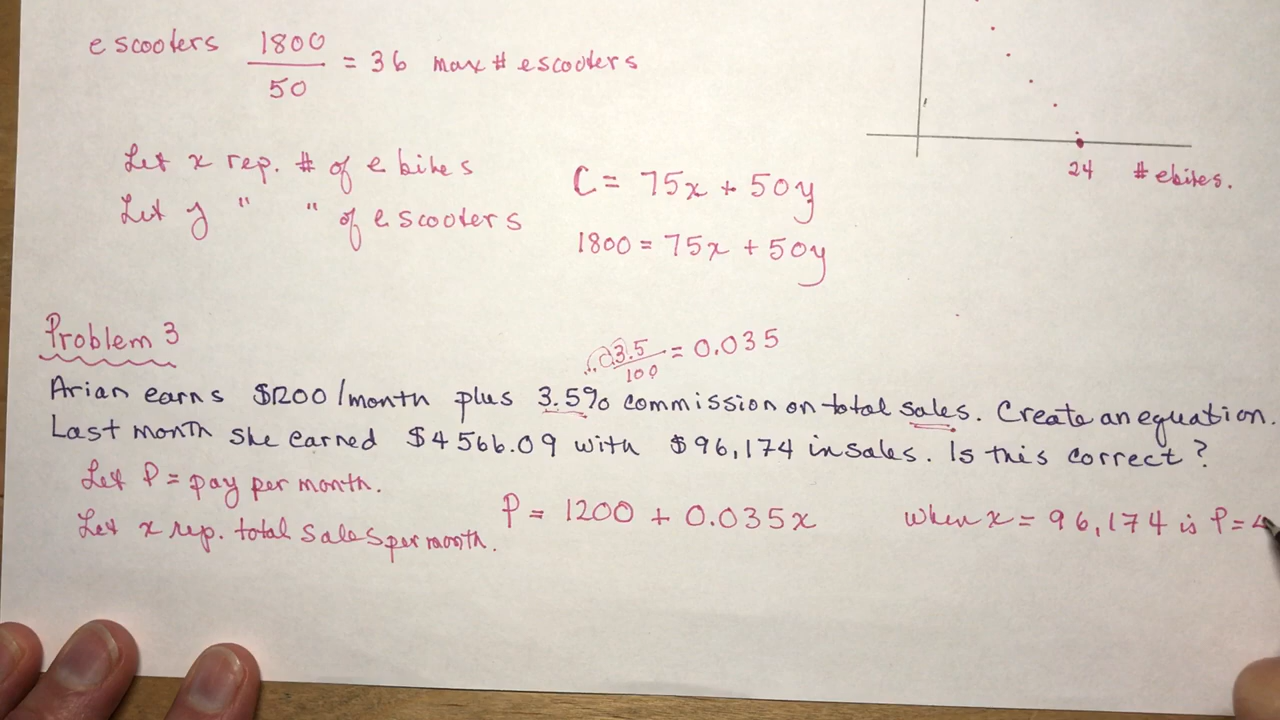 e scooters 1800
50 = 36 max # escooters
24 # ebikes.
Let x rep. # of e bikes
Let y " " of e scooters
C = 75x + 50y
1800 = 75x + 50y
Problem 3
3.5
100 = 0.035
Arian earns $1200/month plus 3.5% commission on total sales. Create an equation.
Last month she earned $4566.09 with $96,174 in sales. Is this correct?
Let P = pay per month.
Let x rep. total sales per month.
P = 1200 + 0.035x
when x = 96,174 is P = 4